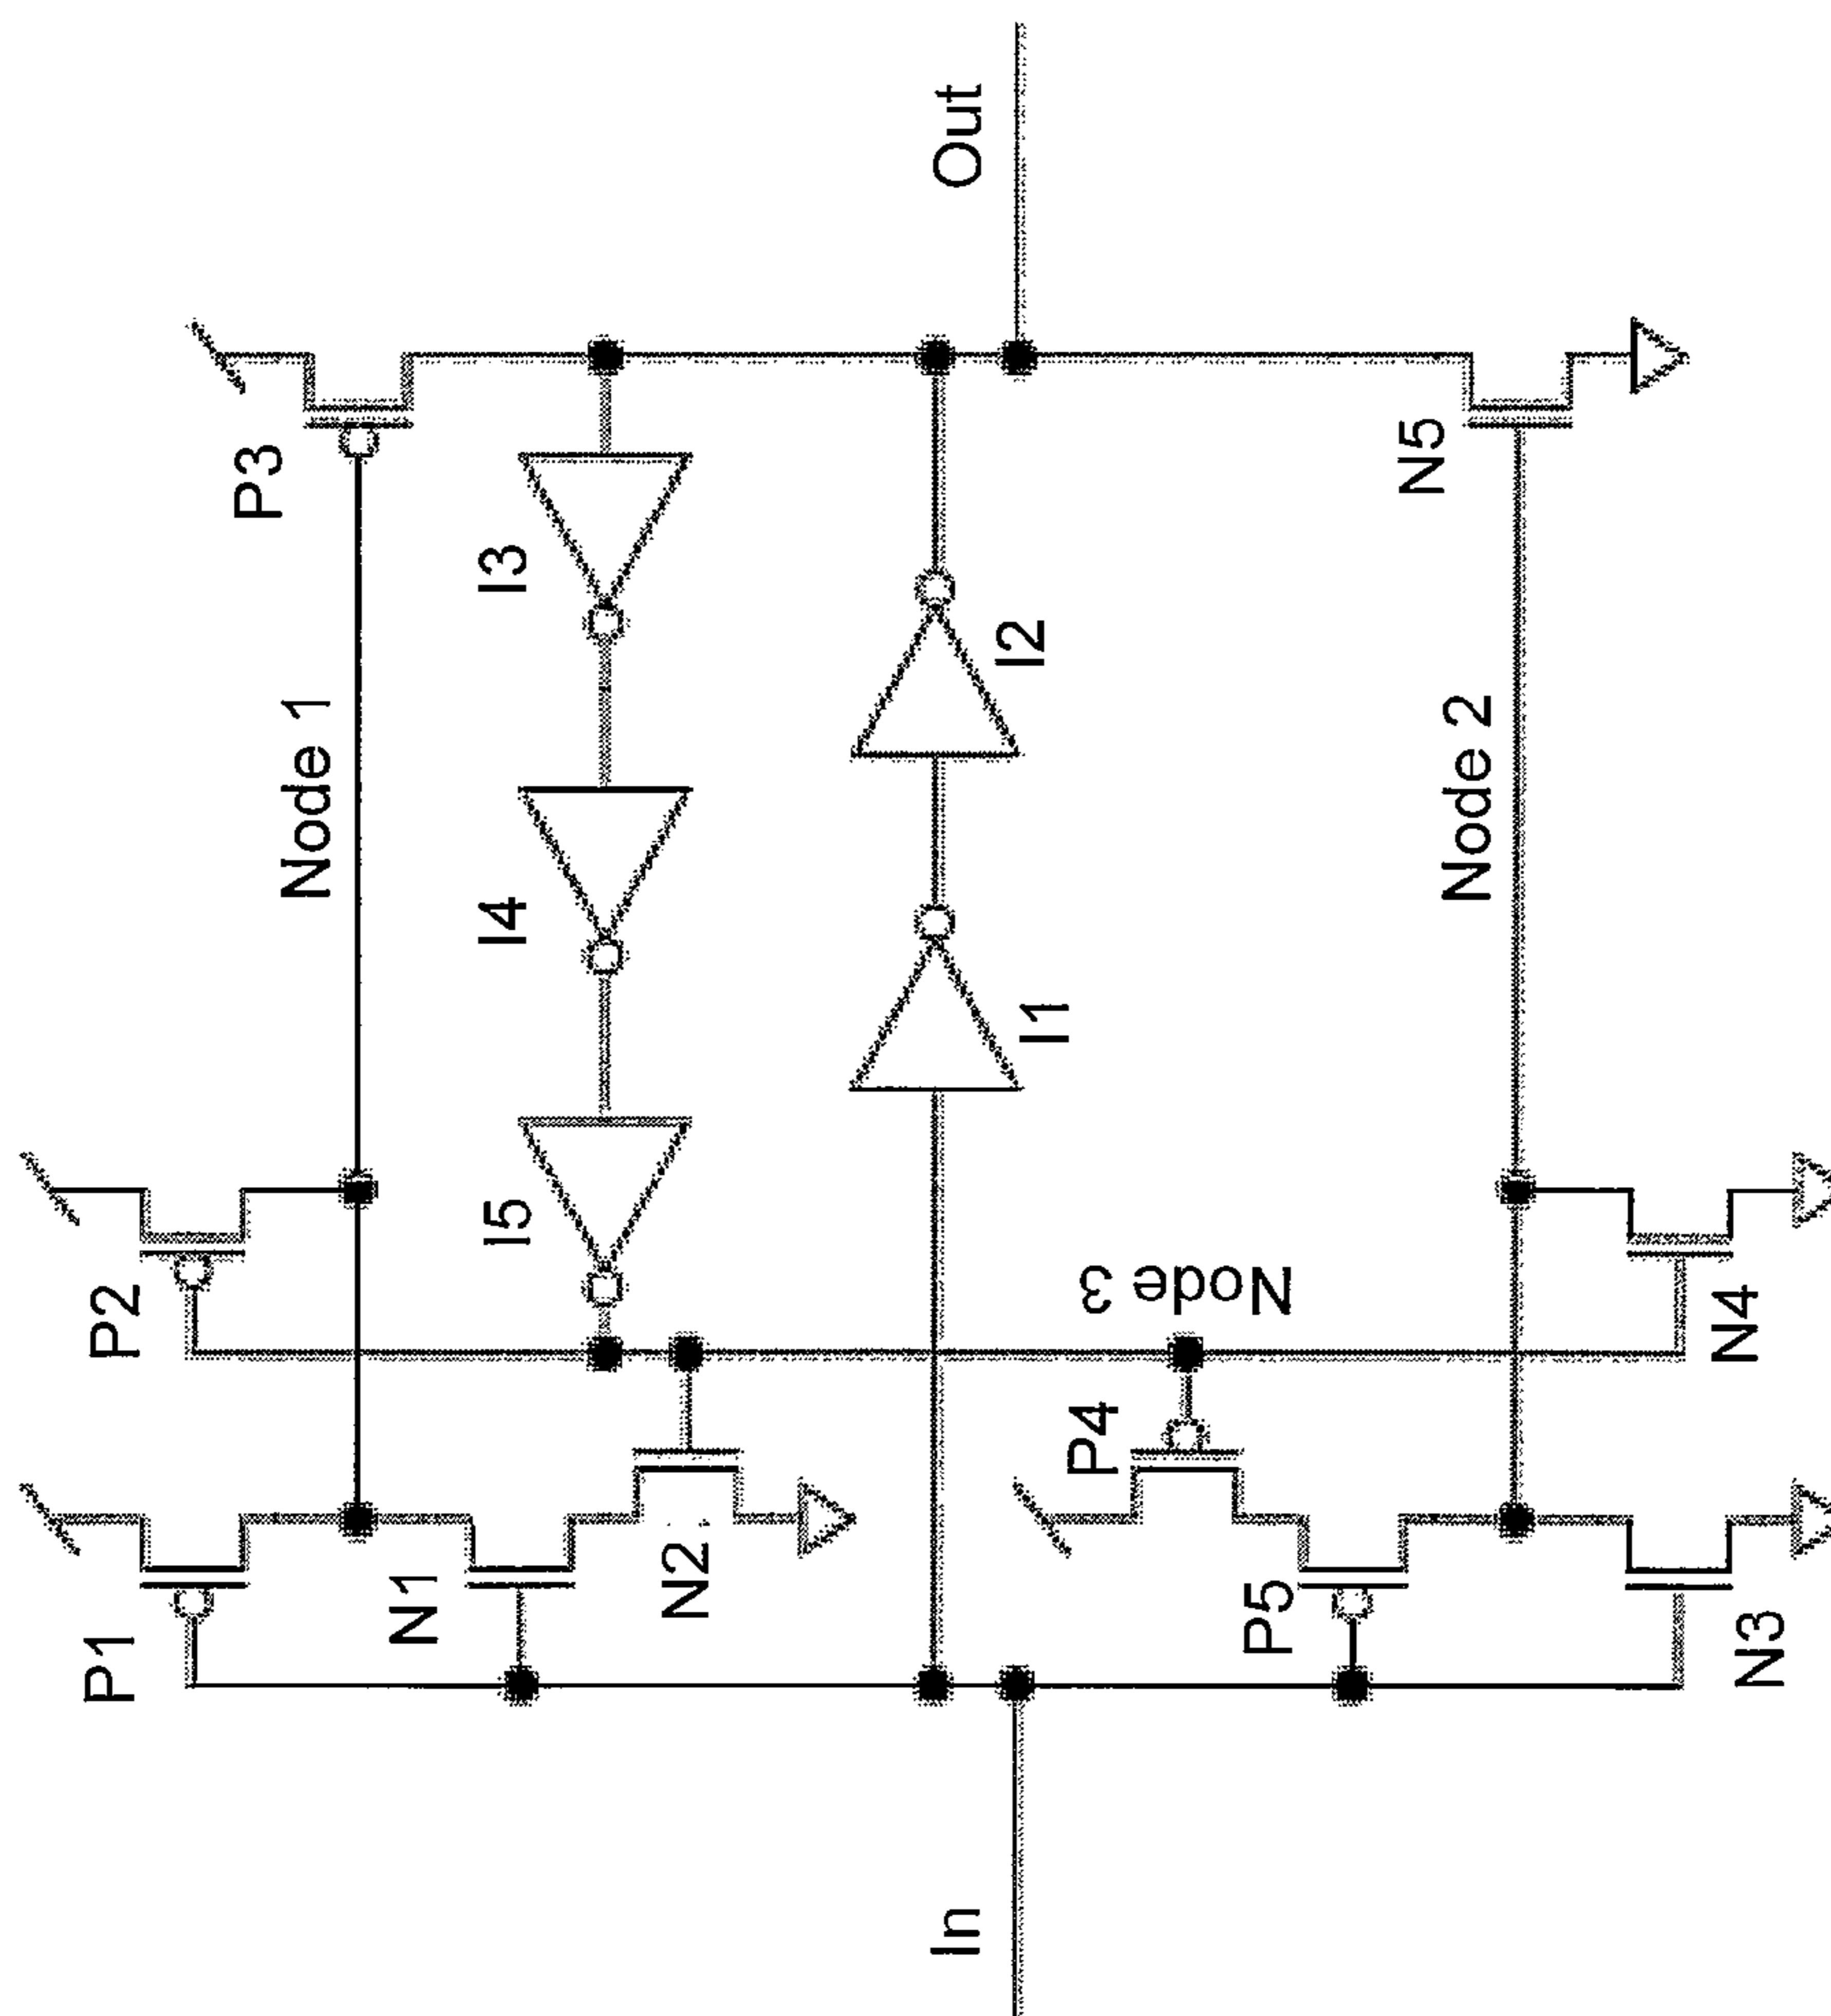 P1
P2
P3
Node 1
N1
I5
I4
I3
N2
In
Out
I1
I2
P4
Node 3
P5
Node 2
N5
N3
N4